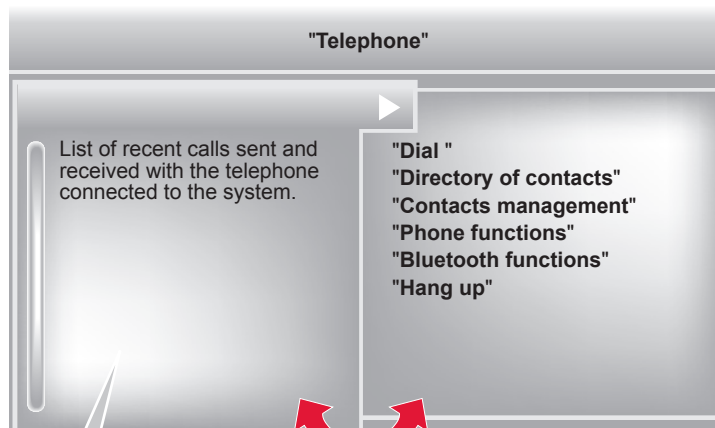 "Telephone"
List of recent calls sent and
received with the telephone
connected to the system.
"Dial "
"Directory of contacts"
"Contacts management"
"Phone functions"
"Bluetooth functions"
"Hang up"